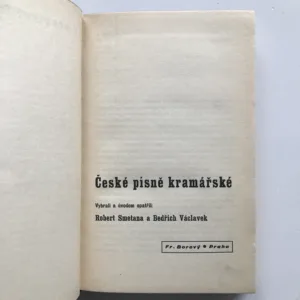 České písně kramářské
Vybrali a úvodem opatřili
Robert Smetana a Bedřich Václavek
Fr. Borový ★ Praha